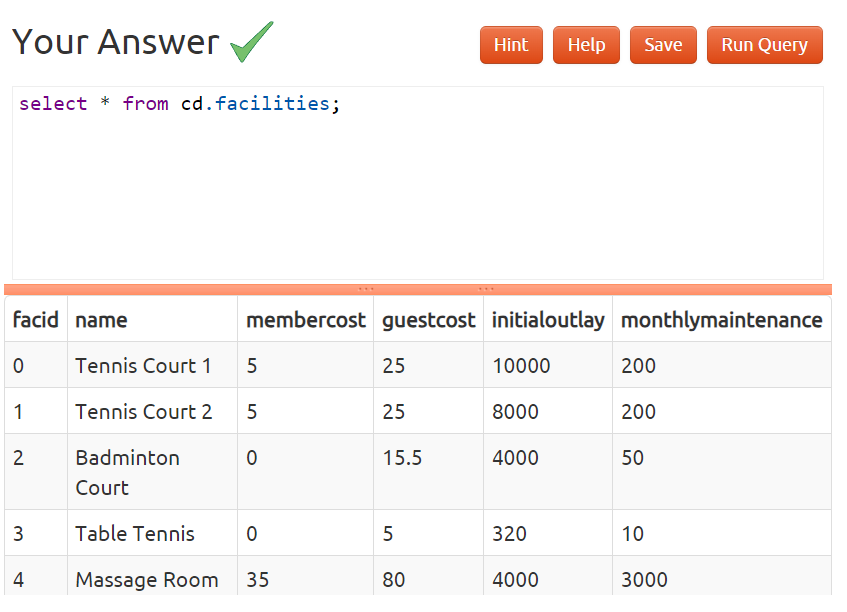 Your Answer
Hint Help Save Run Query
select * from cd.facilities;
facid name membercost guestcost initialoutlay monthlymaintenance
0 Tennis Court 1 5 25 10000 200
1 Tennis Court 2 5 25 8000 200
2 Badminton 0 15.5 4000 50
Court
3 Table Tennis 0 5 320 10
4 Massage Room 35 80 4000 3000